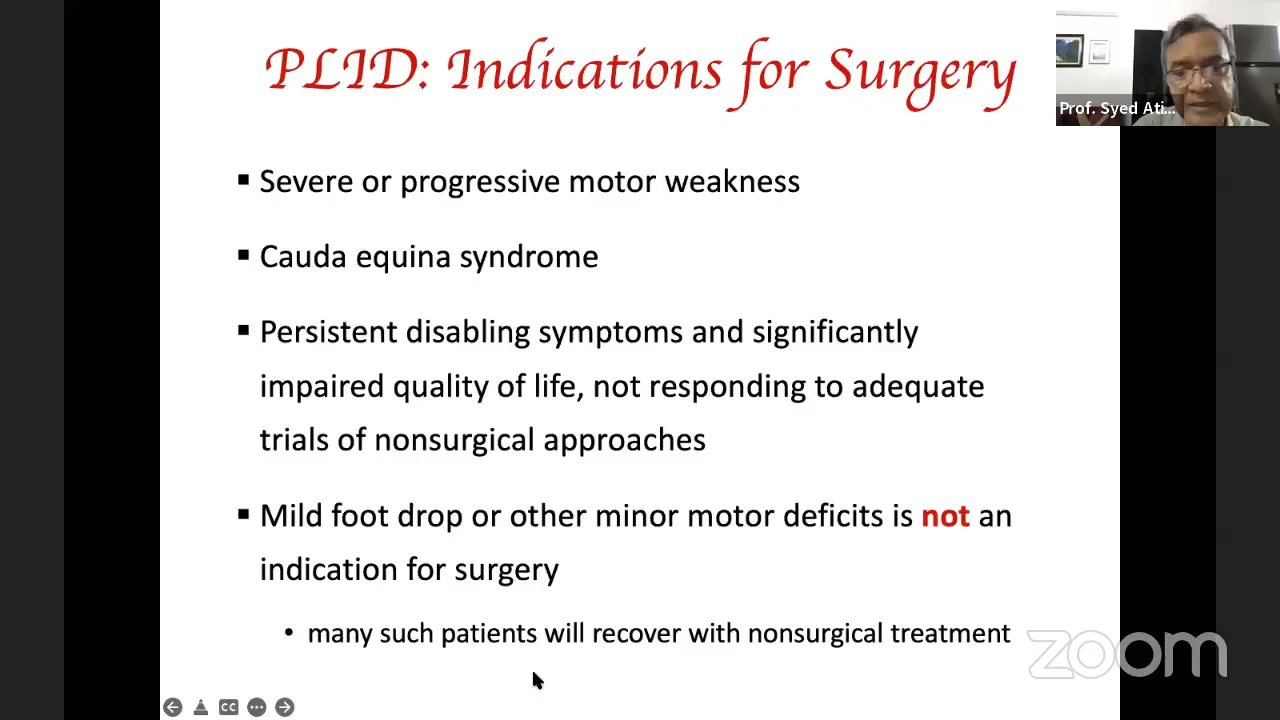 PLID: Indications for Surgery
Prof. Syed Ati...
▪ Severe or progressive motor weakness
▪ Cauda equina syndrome
▪ Persistent disabling symptoms and significantly
impaired quality of life, not responding to adequate
trials of nonsurgical approaches
▪ Mild foot drop or other minor motor deficits is not an
indication for surgery
• many such patients will recover with nonsurgical treatment
zoom
CC